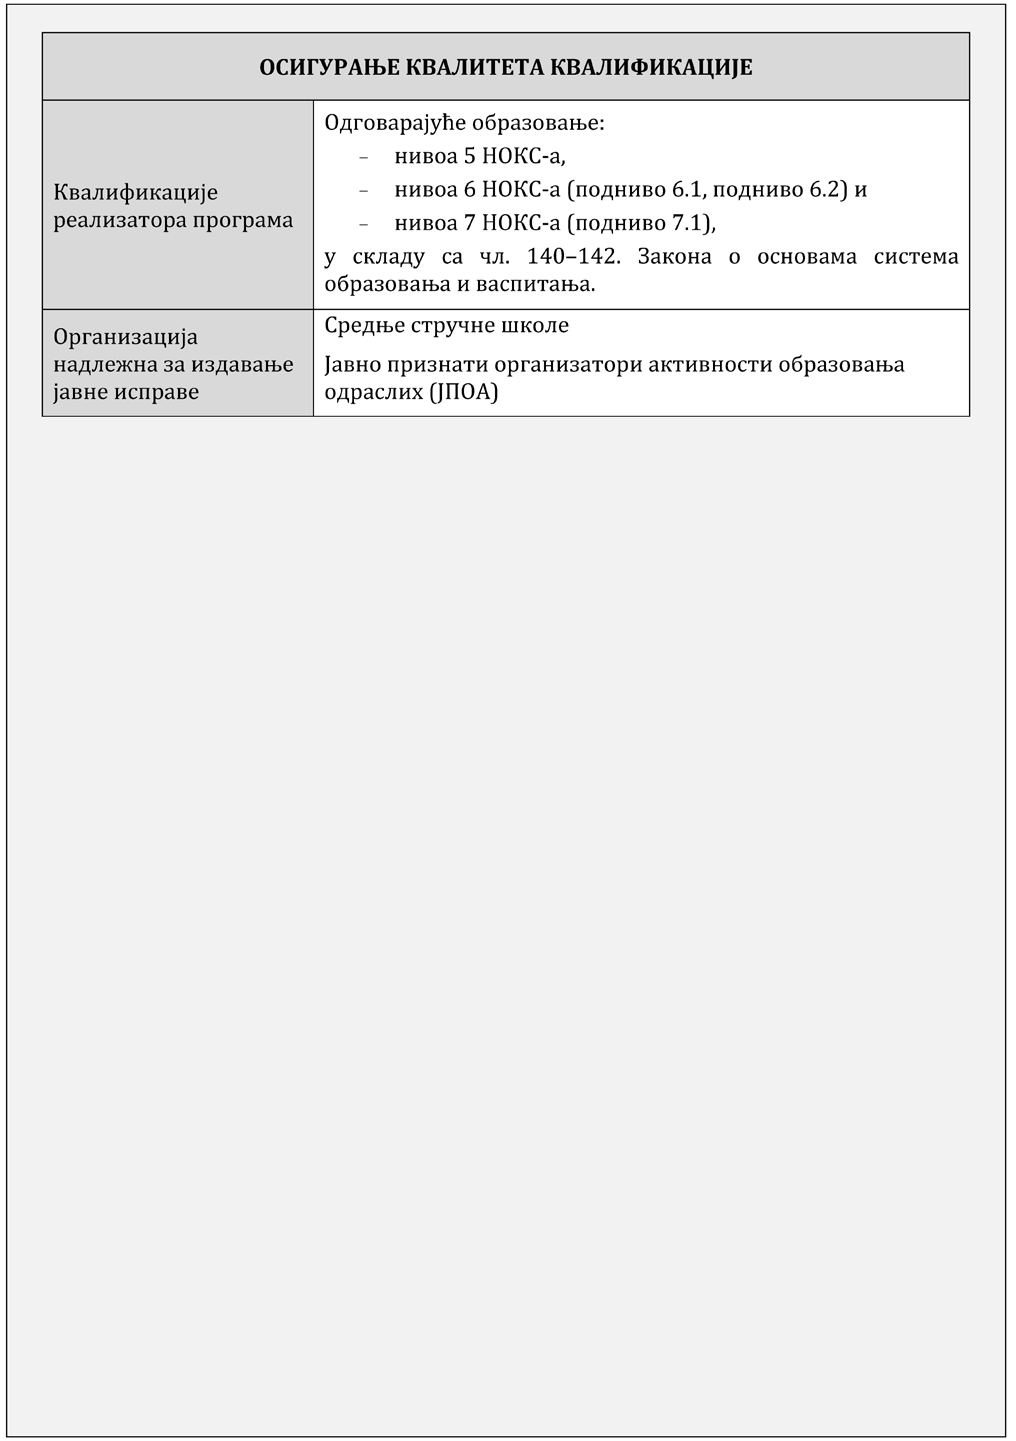 ОСИГУРАЊЕ КВАЛИТЕТА КВАЛИФИКАЦИЈЕ
Квалификације
реализатора програма
Одговарајуће образовање:
– нивоа 5 НОКС-а,
– нивоа 6 НОКС-а (поднивo 6.1, подниво 6.2) и
– нивоа 7 НОКС-а (подниво 7.1),
у складу са чл. 140–142. Закона о основама система
образовања и васпитања.
Организација
надлежна за издавање
јавне исправе
Средње стручне школе
Јавно признати организатори активности образовања
одраслих (ЈПОА)